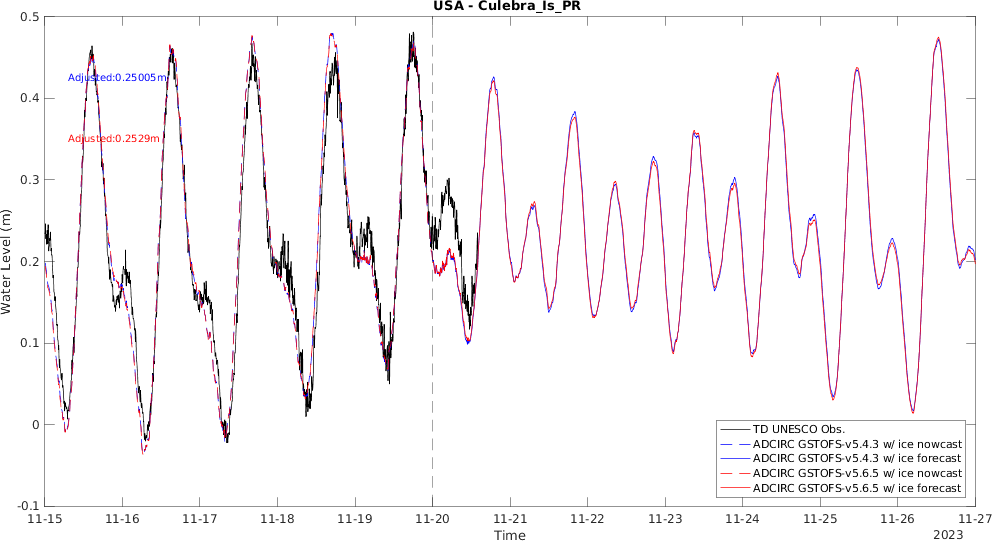 USA - Culebra_Is_PR
0.5
0.4
0.3
0.2
0.1
0
-0.1
Water Level (m)
Adjusted:0.25005m
Adjusted:0.2529m
TD UNESCO Obs.
ADCIRC GSTOFS-v5.4.3 w/ ice nowcast
ADCIRC GSTOFS-v5.4.3 w/ ice forecast
ADCIRC GSTOFS-v5.6.5 w/ ice nowcast
ADCIRC GSTOFS-v5.6.5 w/ ice forecast
11-15 11-16 11-17 11-18 11-19 11-20 11-21 11-22 11-23 11-24 11-25 11-26 11-27
Time
2023